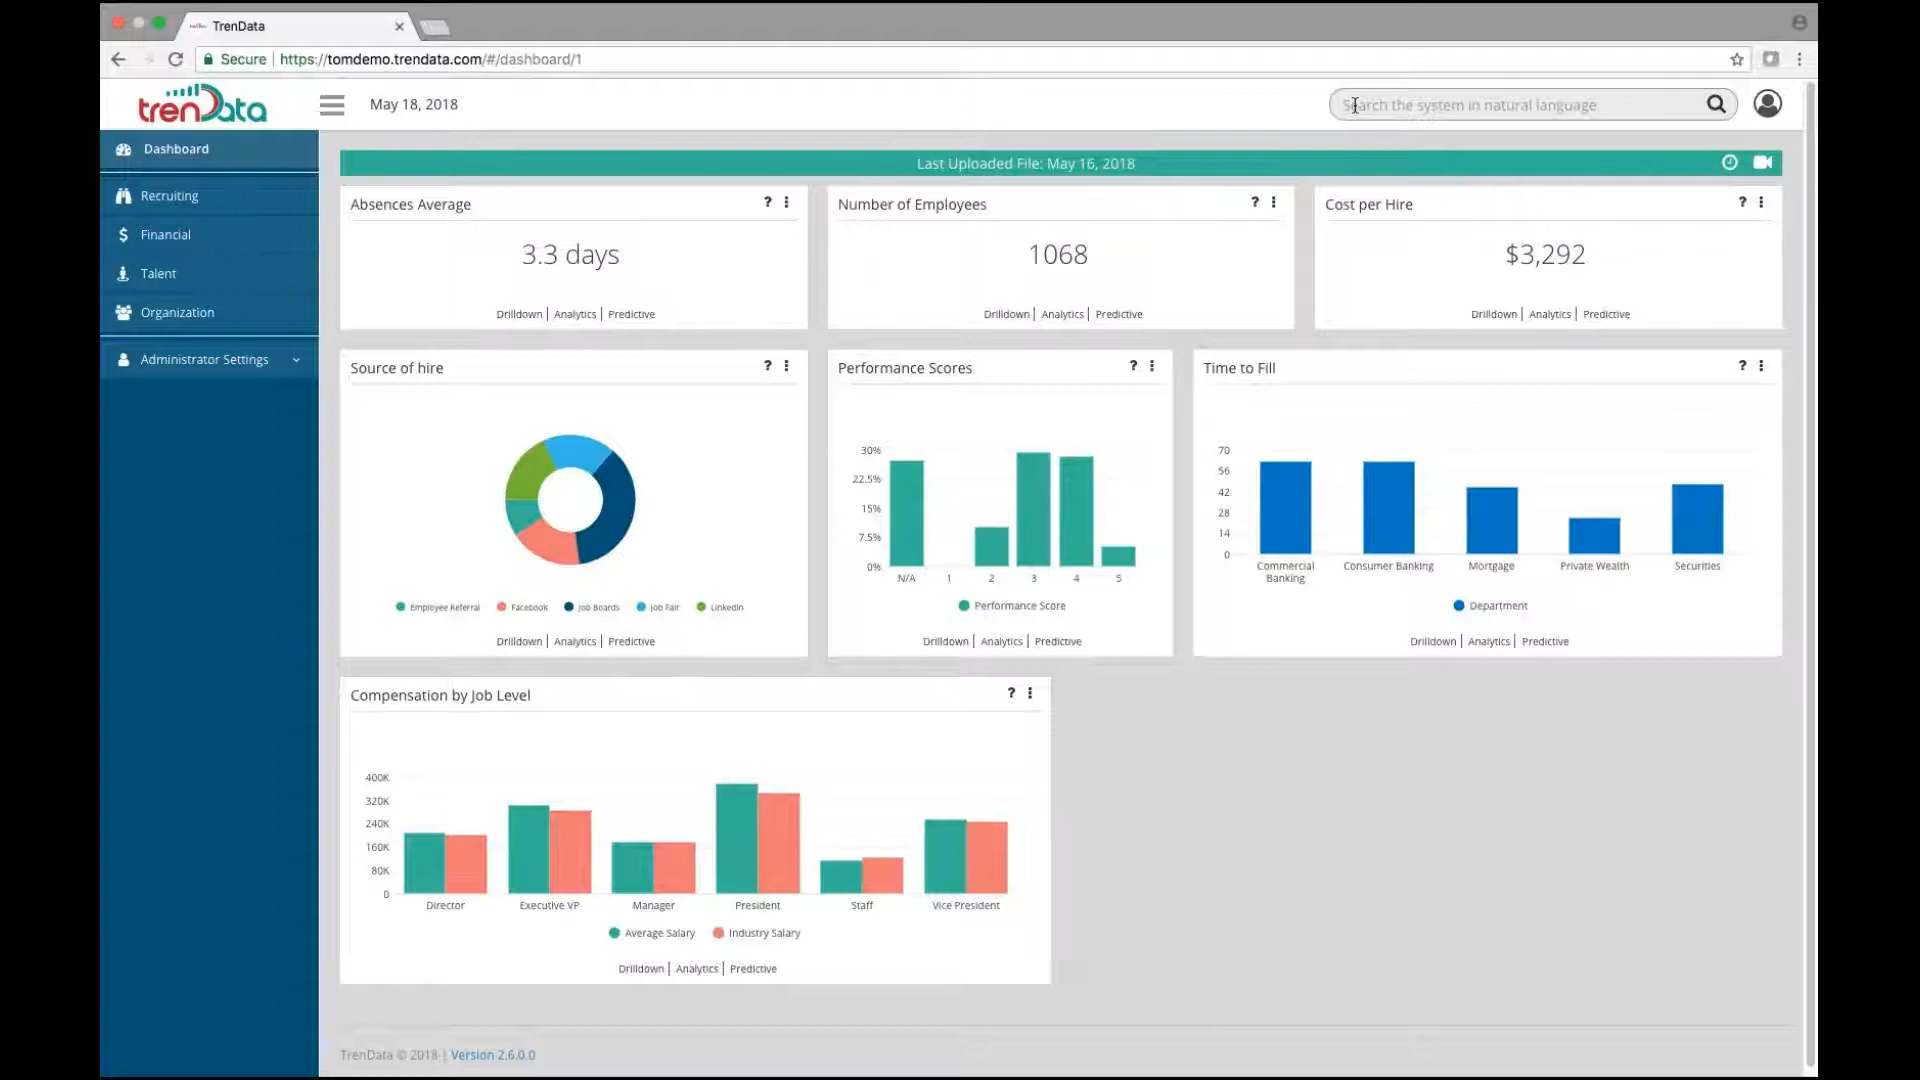 TrenData
Secure | https://tomdemo.trendata.com/#/dashboard/1
trenData
May 18, 2018
Search the system in natural language
Dashboard
Recruiting
Financial
Talent
Organization
Administrator Settings
Last Uploaded File: May 16, 2018
Absences Average ?
3.3 days
Drilldown | Analytics | Predictive
Number of Employees ?
1068
Drilldown | Analytics | Predictive
Cost per Hire ?
$3,292
Drilldown | Analytics | Predictive
Source of hire ?
Employee Referral Facebook Job Boards Job Fair LinkedIn
Drilldown | Analytics | Predictive
Performance Scores ?
30%
22.5%
15%
7.5%
0%
N/A 1 2 3 4 5
Performance Score
Drilldown | Analytics | Predictive
Time to Fill ?
70
56
42
28
14
0
Commercial Banking Consumer Banking Mortgage Private Wealth Securities
Department
Drilldown | Analytics | Predictive
Compensation by Job Level ?
400K
320K
240K
160K
80K
0
Director Executive VP Manager President Staff Vice President
Average Salary Industry Salary
Drilldown | Analytics | Predictive
TrenData © 2018 | Version 2.6.0.0